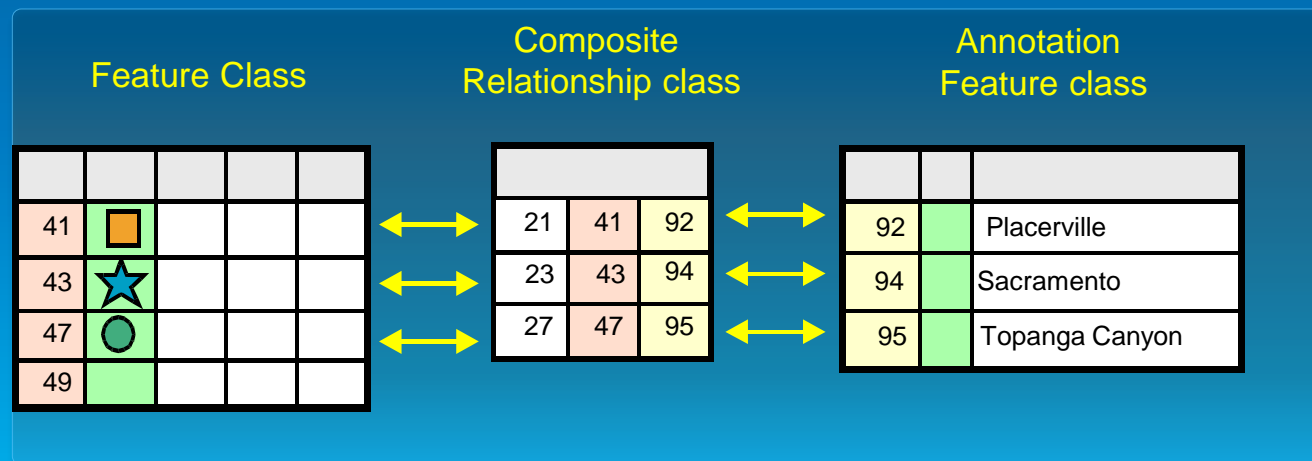 Feature Class
Composite
Relationship class
Annotation
Feature class
41
43
47
49
21 41 92
23 43 94
27 47 95
92 Placerville
94 Sacramento
95 Topanga Canyon